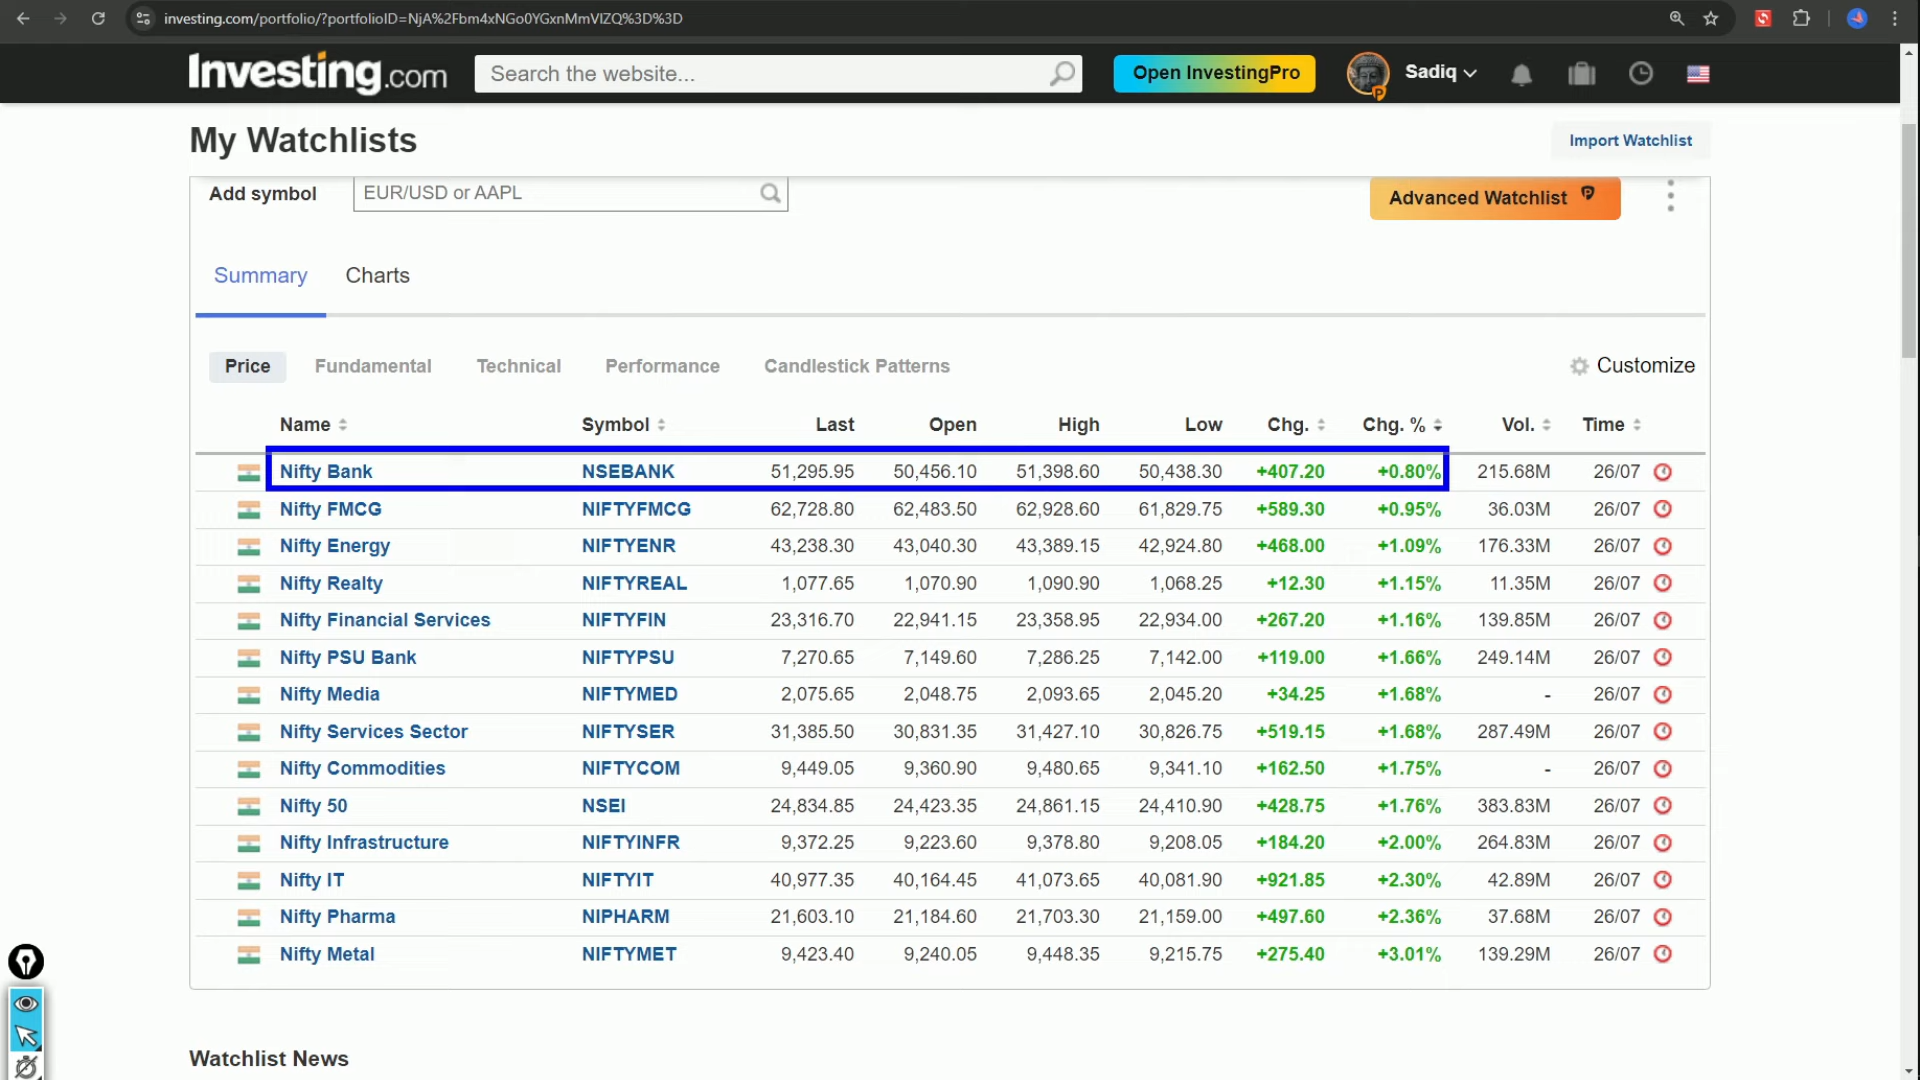 investing.com/portfolio/?portfolioID=NjA%2Fbm4xNGo0YGxnMmVIZQ%3D%3D
Investing.com Search the website... Open InvestingPro Sadiq
My Watchlists Import Watchlist
Add symbol EUR/USD or AAPL Advanced Watchlist
Summary Charts
Price Fundamental Technical Performance Candlestick Patterns Customize
Name Symbol Last Open High Low Chg. Chg. % Vol. Time
Nifty Bank NSEBANK 51,295.95 50,456.10 51,398.60 50,438.30 +407.20 +0.80% 215.68M 26/07
Nifty FMCG NIFTYFMCG 62,728.80 62,483.50 62,928.60 61,829.75 +589.30 +0.95% 36.03M 26/07
Nifty Energy NIFTYENR 43,238.30 43,040.30 43,389.15 42,924.80 +468.00 +1.09% 176.33M 26/07
Nifty Realty NIFTYREAL 1,077.65 1,070.90 1,090.90 1,068.25 +12.30 +1.15% 11.35M 26/07
Nifty Financial Services NIFTYFIN 23,316.70 22,941.15 23,358.95 22,934.00 +267.20 +1.16% 139.85M 26/07
Nifty PSU Bank NIFTYPSU 7,270.65 7,149.60 7,286.25 7,142.00 +119.00 +1.66% 249.14M 26/07
Nifty Media NIFTYMED 2,075.65 2,048.75 2,093.65 2,045.20 +34.25 +1.68% - 26/07
Nifty Services Sector NIFTYSER 31,385.50 30,831.35 31,427.10 30,826.75 +519.15 +1.68% 287.49M 26/07
Nifty Commodities NIFTYCOM 9,449.05 9,360.90 9,480.65 9,341.10 +162.50 +1.75% - 26/07
Nifty 50 NSEI 24,834.85 24,423.35 24,861.15 24,410.90 +428.75 +1.76% 383.83M 26/07
Nifty Infrastructure NIFTYINFR 9,372.25 9,223.60 9,378.80 9,208.05 +184.20 +2.00% 264.83M 26/07
Nifty IT NIFTYIT 40,977.35 40,164.45 41,073.65 40,081.90 +921.85 +2.30% 42.89M 26/07
Nifty Pharma NIPHARM 21,603.10 21,184.60 21,703.30 21,159.00 +497.60 +2.36% 37.68M 26/07
Nifty Metal NIFTYMET 9,423.40 9,240.05 9,448.35 9,215.75 +275.40 +3.01% 139.29M 26/07
Watchlist News